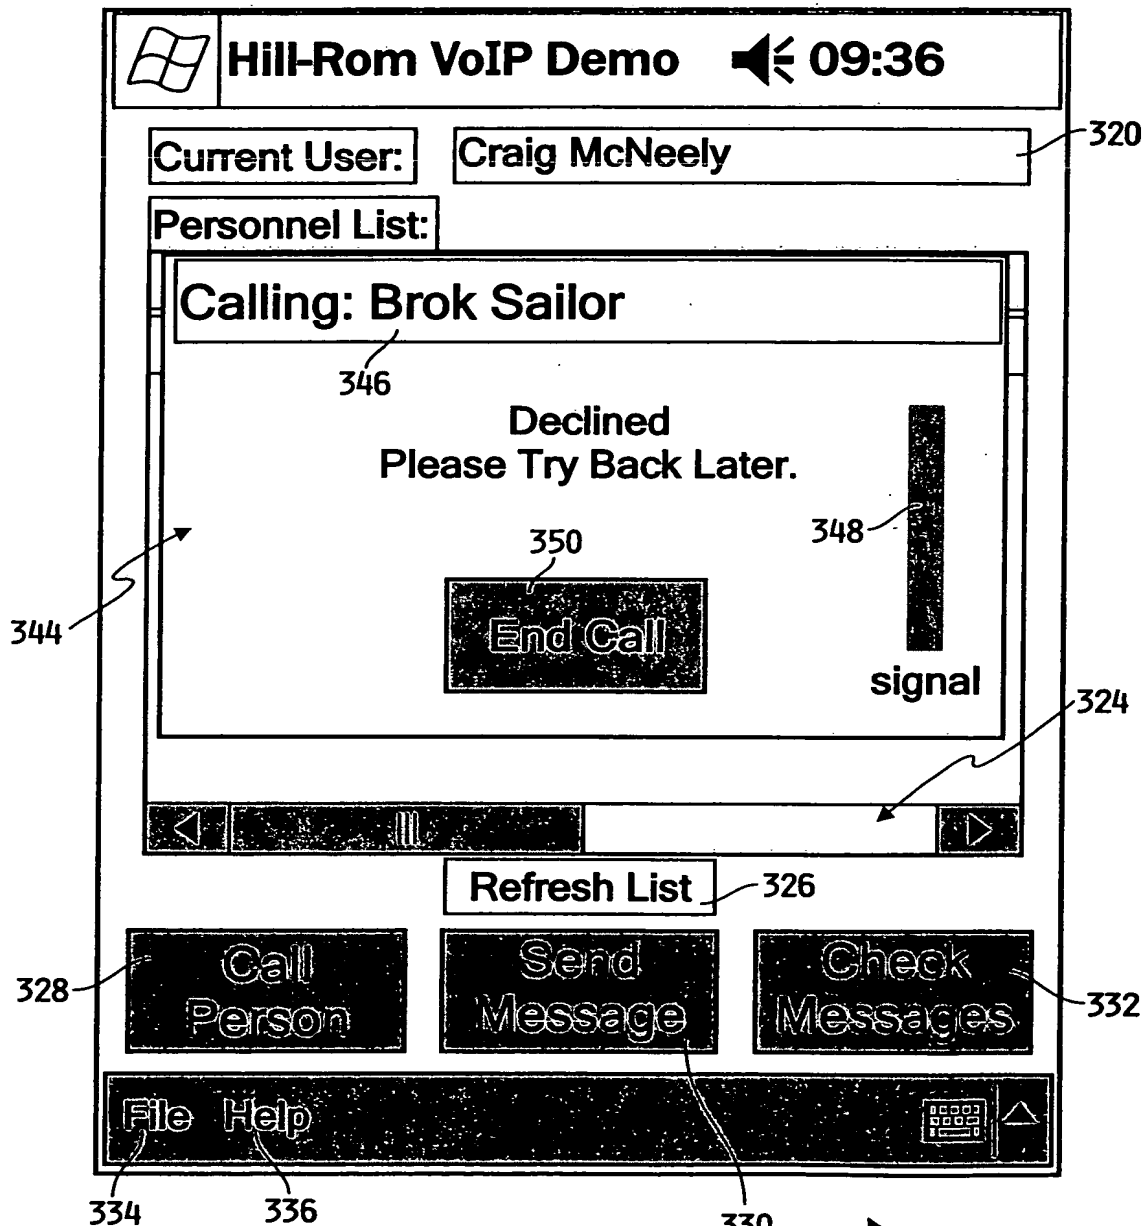 Hill-Rom VoIP Demo 09:36
Current User: Craig McNeely 320
Personnel List:
Calling: Brok Sailor
346
Declined
Please Try Back Later.
348
350
344
End Call
signal
324
Refresh List 326
328
Call
Person
Send
Message
Check
Messages
332
File Help
334 336 330